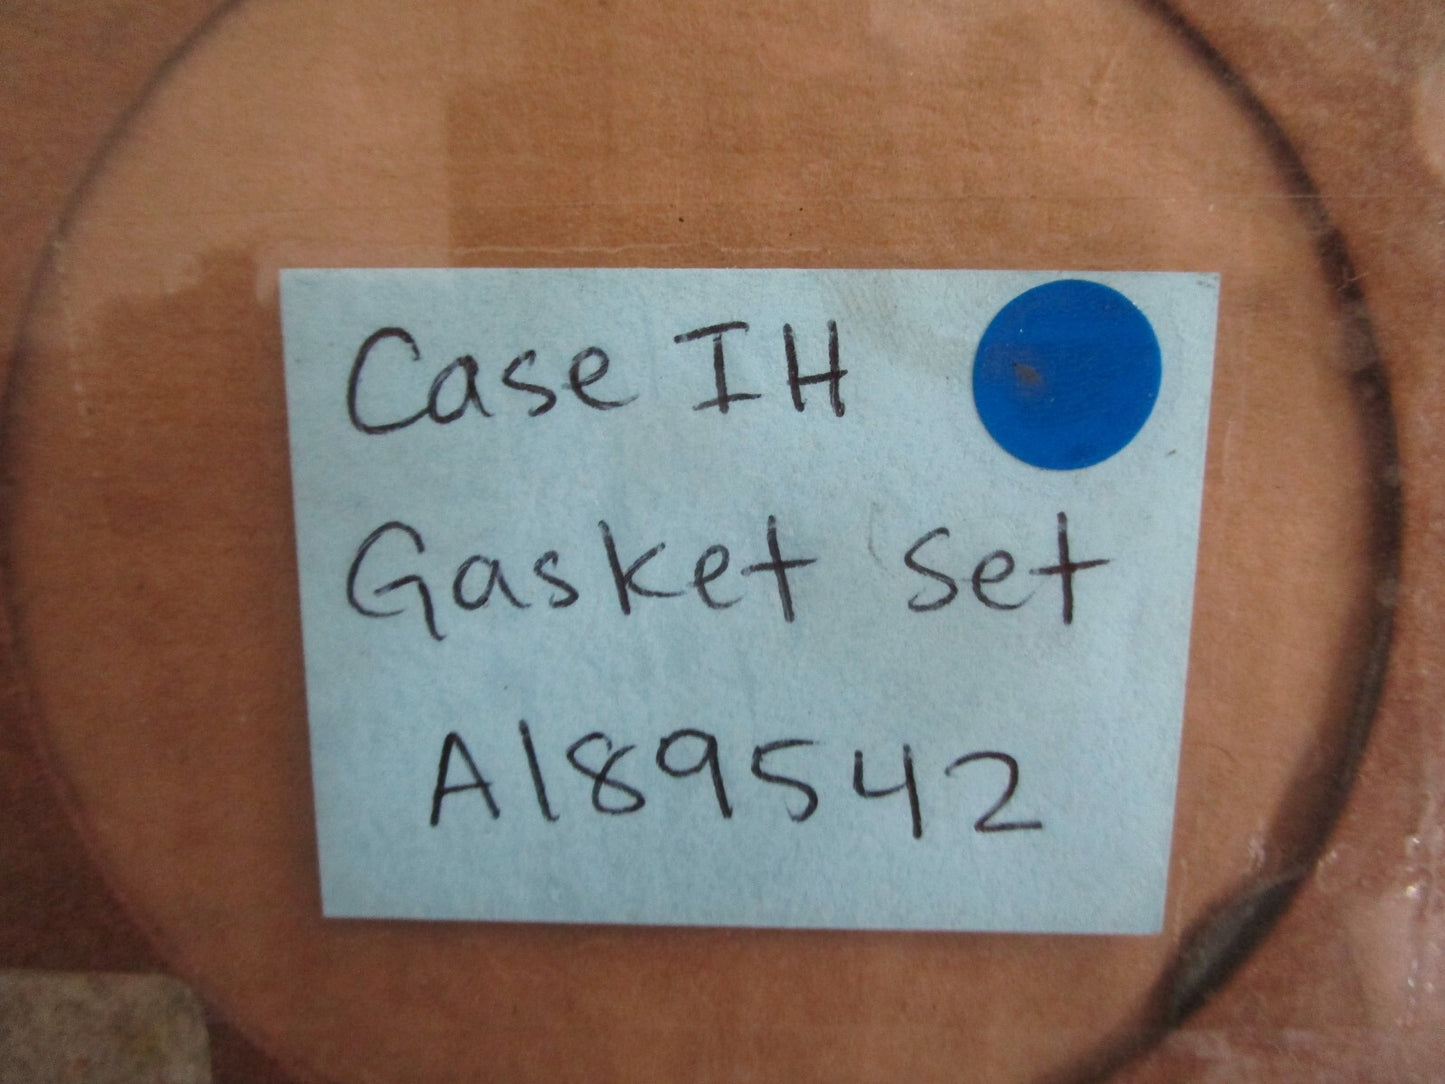 Case IH
Gasket Set
A189542